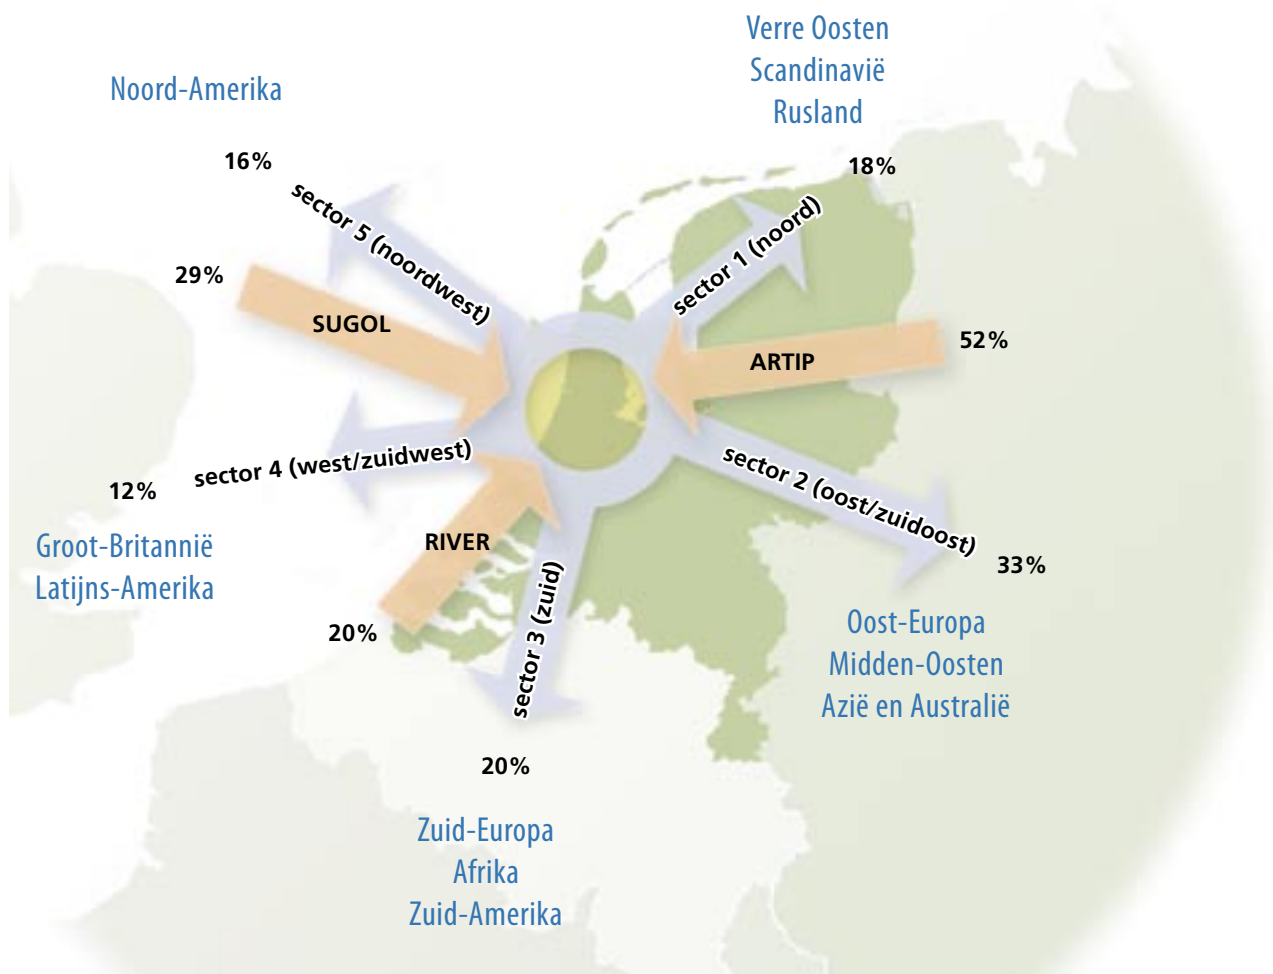 Verre Oosten
Scandinavië
Rusland
Noord-Amerika
16%
18%
sector 5 (noordwest)
sector 1 (noord)
29%
SUGOL
52%
ARTIP
sector 4 (west/zuidwest)
sector 2 (oost/zuidoost)
12%
Groot-Britannië
Latijns-Amerika
RIVER
33%
20%
sector 3 (zuid)
Oost-Europa
Midden-Oosten
Azië en Australië
20%
Zuid-Europa
Afrika
Zuid-Amerika